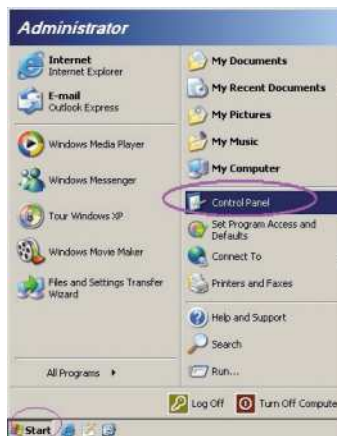 Administrator
Internet
Internet Explorer
E-mail
Outlook Express
Windows Media Player
Windows Messenger
Tour Windows XP
Windows Movie Maker
Files and Settings Transfer
Wizard
All Programs
My Documents
My Recent Documents
My Pictures
My Music
My Computer
Control Panel
Set Program Access and
Defaults
Connect To
Printers and Faxes
Help and Support
Search
Run...
Log Off
Turn Off Compute
Start